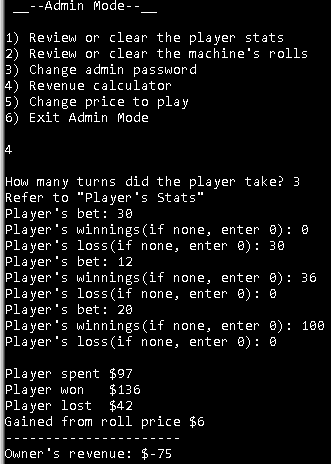 __--Admin Mode--__
1) Review or clear the player stats
2) Review or clear the machine's rolls
3) Change admin password
4) Revenue calculator
5) Change price to play
6) Exit Admin Mode
4
How many turns did the player take? 3
Refer to "Player's Stats"
Player's bet: 30
Player's winnings(if none, enter 0): 0
Player's loss(if none, enter 0): 30
Player's bet: 12
Player's winnings(if none, enter 0): 36
Player's loss(if none, enter 0): 0
Player's bet: 20
Player's winnings(if none, enter 0): 100
Player's loss(if none, enter 0): 0
Player spent $97
Player won $136
Player lost $42
Gained from roll price $6
----------------------
Owner's revenue: $-75